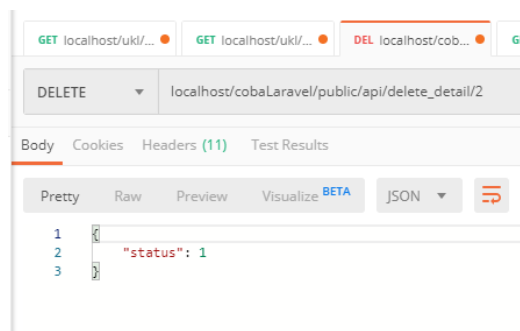 GET localhost/ukl/... GET localhost/ukl/... DEL localhost/cob... G
DELETE localhost/cobaLaravel/public/api/delete_detail/2
Body Cookies Headers (11) Test Results
Pretty Raw Preview Visualize BETA JSON
1 {
2 "status": 1
3 }